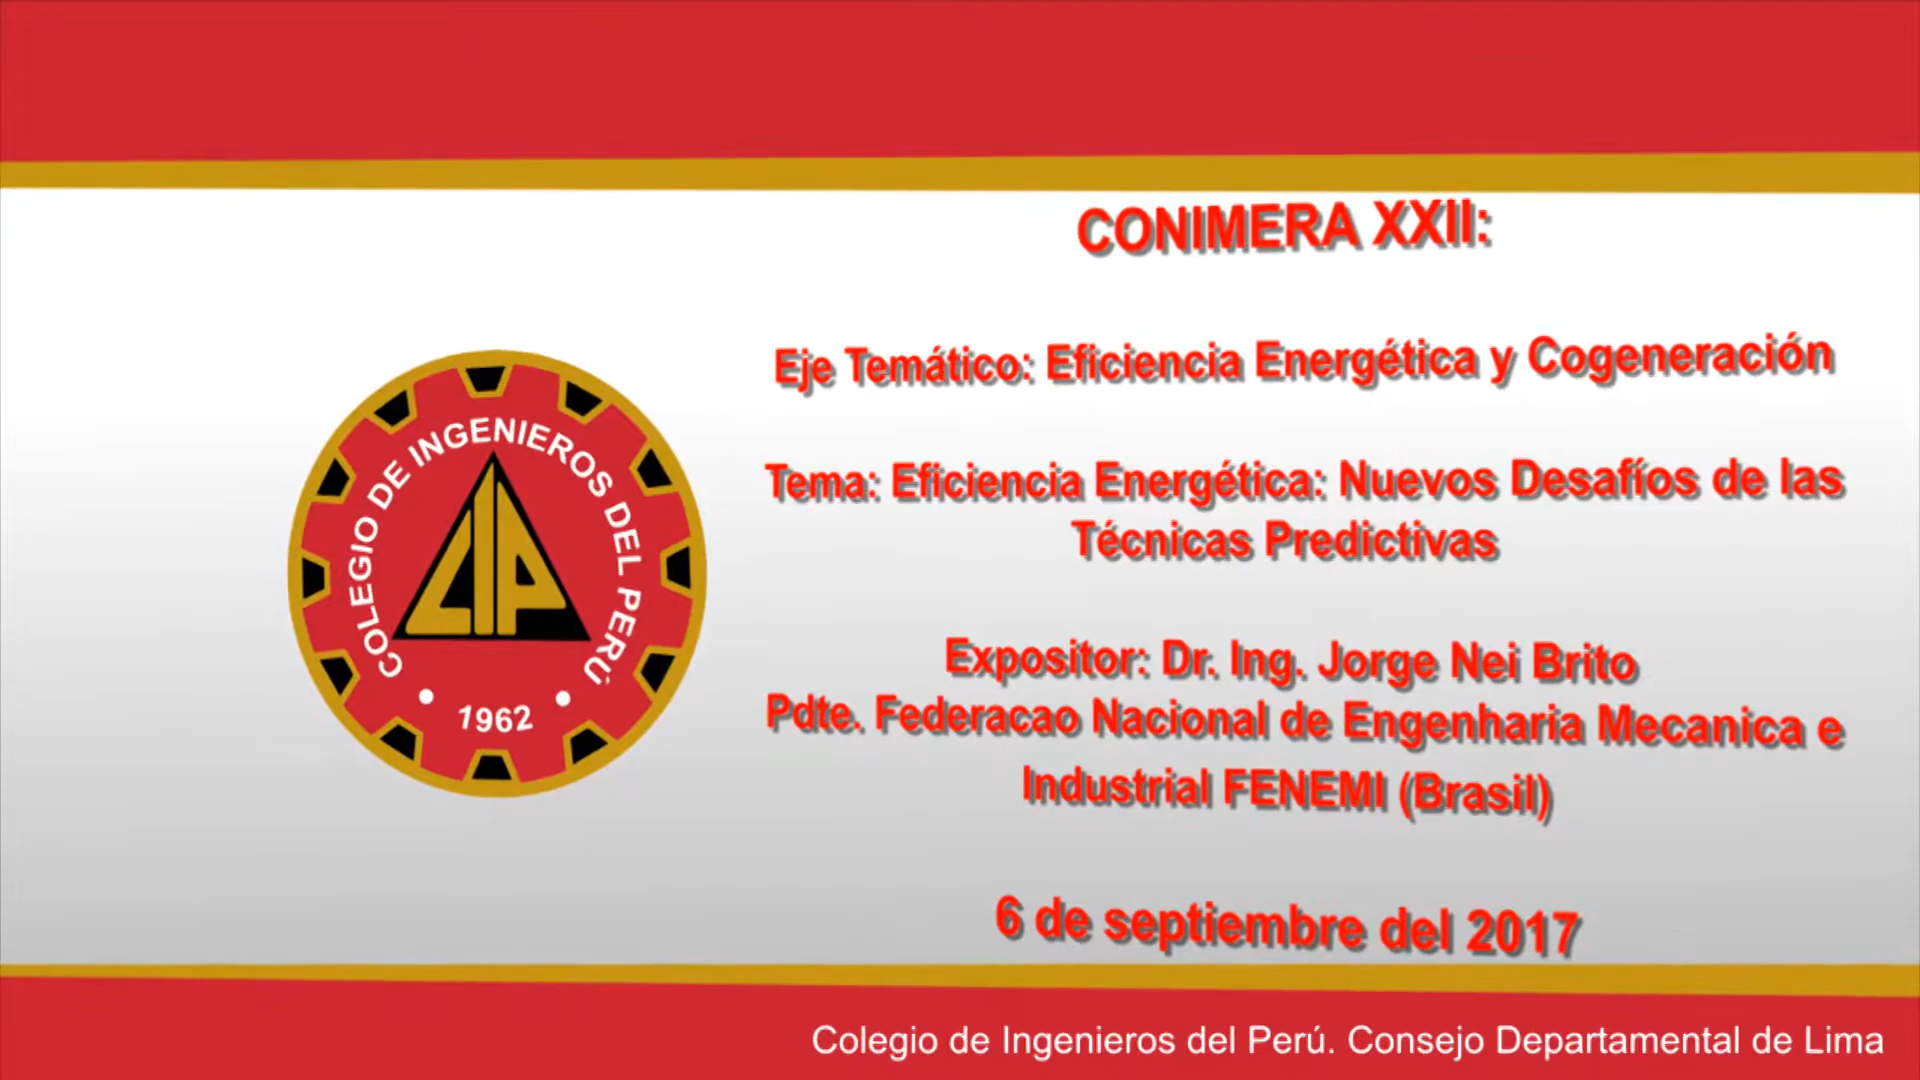 CONIMERA XXII:
Eje Temático: Eficiencia Energética y Cogeneración
Tema: Eficiencia Energética: Nuevos Desafíos de las
Técnicas Predictivas
Expositor: Dr. Ing. Jorge Nei Brito
Pdte. Federacao Nacional de Engenharia Mecanica e
Industrial FENEMI (Brasil)
6 de septiembre del 2017
COLEGIO DE INGENIEROS DEL PERÚ
CIP
• 1962 •
Colegio de Ingenieros del Perú. Consejo Departamental de Lima